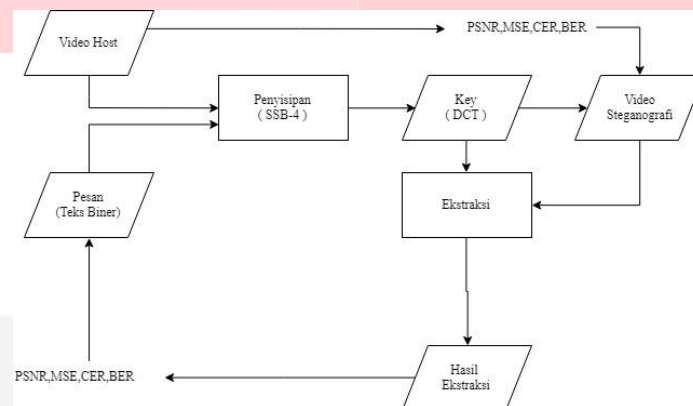 Video Host
PSNR,MSE,CER,BER
Penyisipan
( SSB-4 )
Key
( DCT )
Video
Steganografi
Pesan
(Teks Biner)
Ekstraksi
Hasil
Ekstraksi
PSNR,MSE,CER,BER